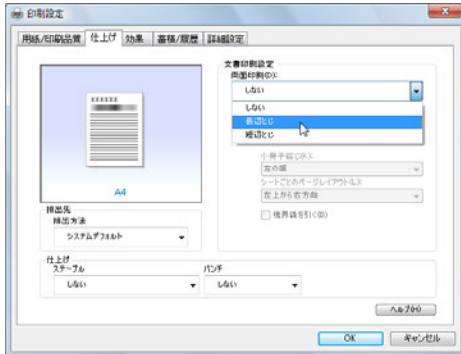 印刷設定
用紙/印刷品質 仕上げ 効果 蓄積/履歴 詳細設定
文書印刷設定
両面印刷(D):
しない
しない
長辺とじ
短辺とじ
小冊子綴じ(K):
左の端
シートごとのページレイアウト(L):
左上から右方向
境界線を引く(B)
A4
排出先
排出方法
システムデフォルト
仕上げ
ステープル
しない
パンチ
しない
ヘルプ(H)
OK キャンセル